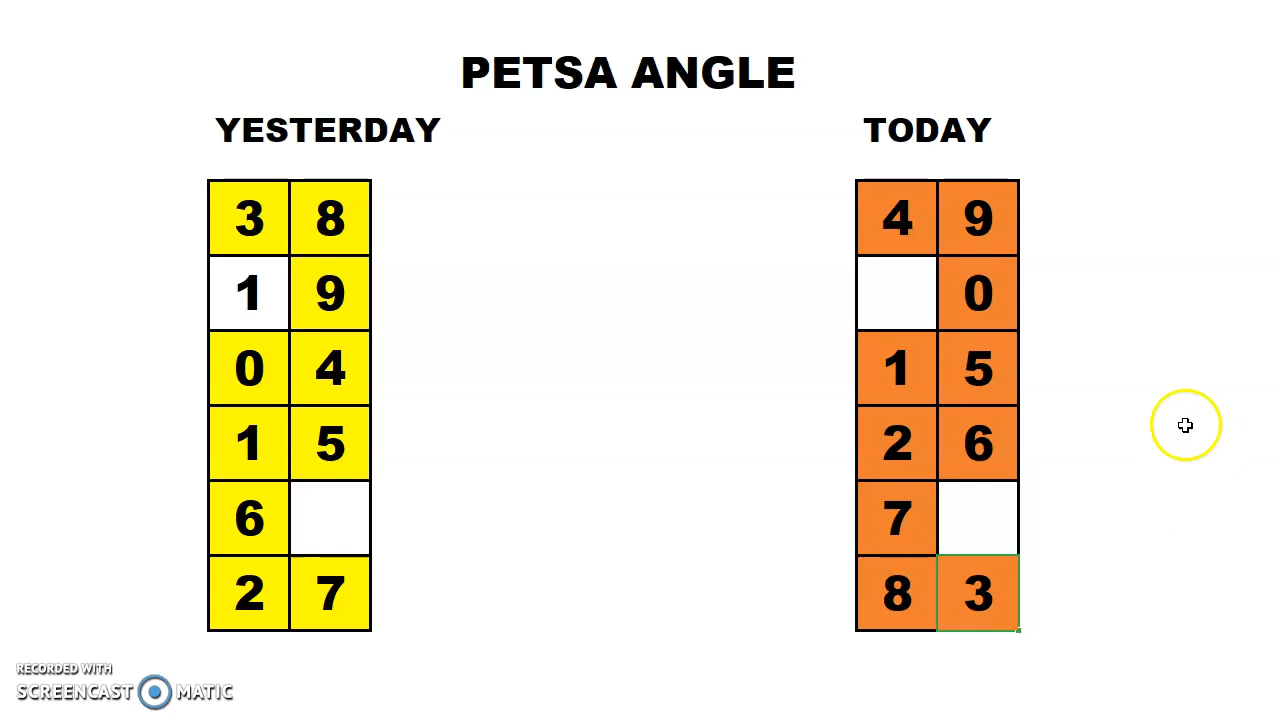 PETSA ANGLE
YESTERDAY TODAY
3 8 4 9
1 9 0
0 4 1 5
1 5 2 6
6 7
2 7 8 3
RECORDED WITH
SCREENCAST MATIC